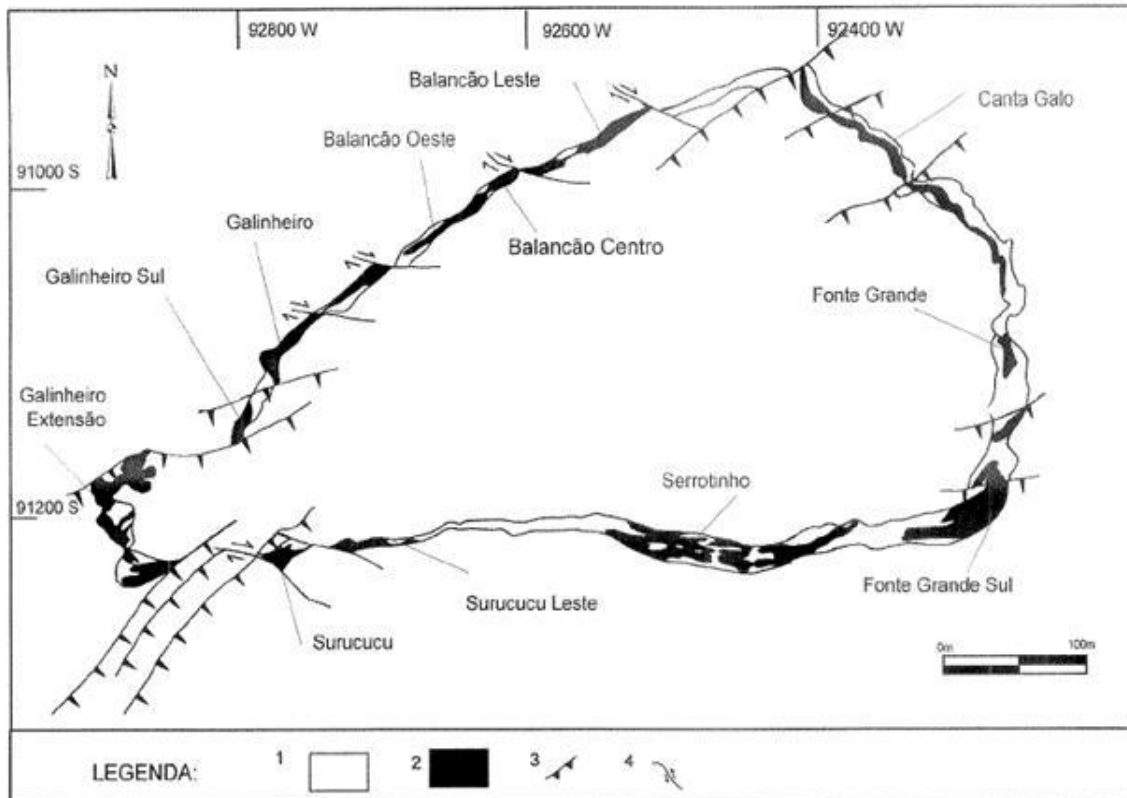 92800 W
92600 W
92400 W
N
Balancão Leste
Canta Galo
Balancão Oeste
91000 S
Galinheiro
Balancão Centro
Galinheiro Sul
Fonte Grande
Galinheiro
Extensão
Serrotinho
91200 S
Fonte Grande Sul
Surucucu Leste
Surucucu
0m
100m
LEGENDA:
1
2
3
4